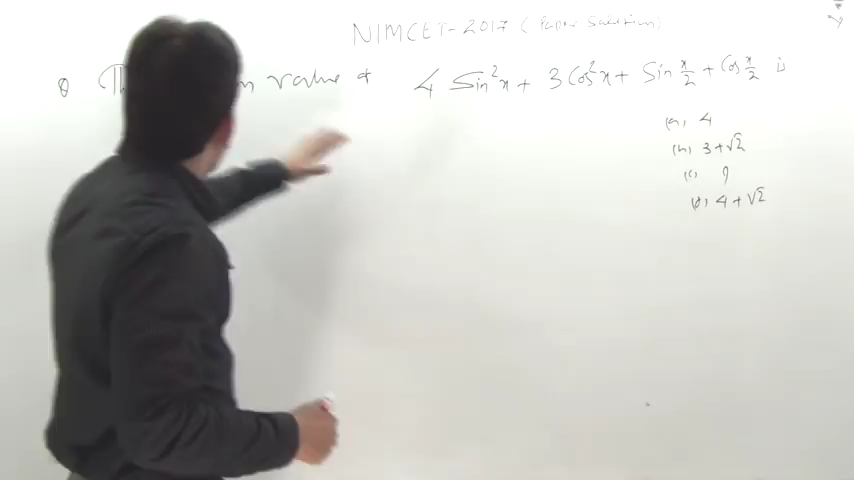 NIMCET-2017 (Paper Solution)
Q Th value of 4 Sin²x + 3 Cos²x + Sin x/2 + Cos x/2 is
(a) 4
(b) 3+√2
(c) 9
(d) 4+√2